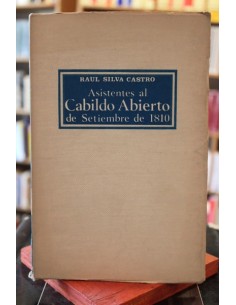 RAUL SILVA CASTRO
Asistentes al
Cabildo Abierto
de Setiembre de 1810